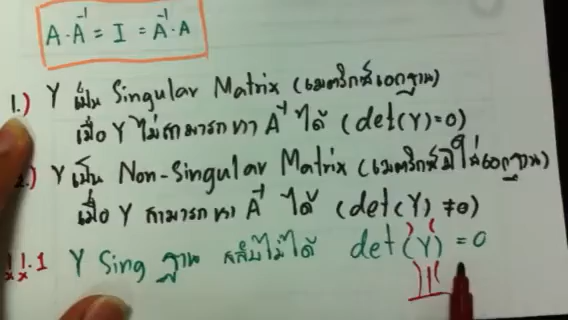 A · A⁻¹ = I = A⁻¹ · A
1.) Y เป็น Singular Matrix (เมตริกซ์เอกฐาน)
เมื่อ Y ไม่สามารถหา A⁻¹ ได้ (det(Y)=0)
2.) Y เป็น Non-Singular Matrix (เมตริกซ์มิใช่เอกฐาน)
เมื่อ Y สามารถหา A⁻¹ ได้ (det(Y) ≠0)
Y Sing ฐาน สลับไม่ได้ det (Y) = 0